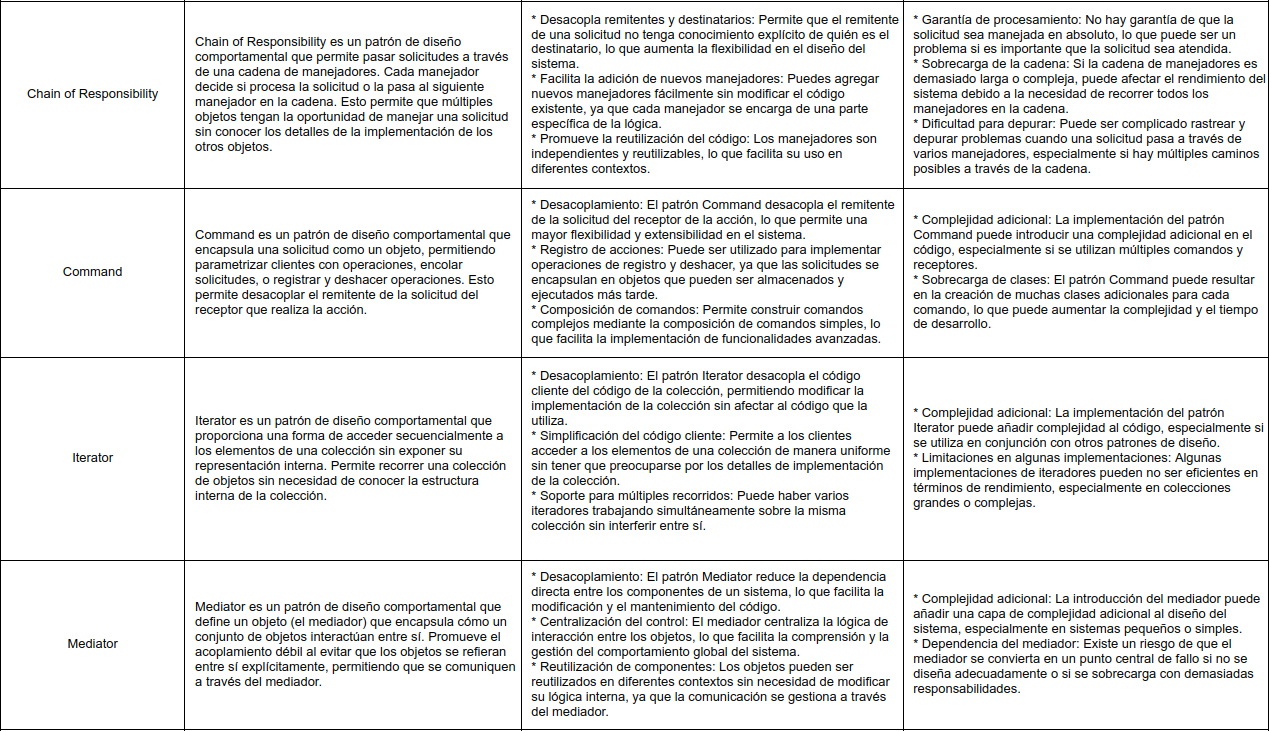 Chain of Responsibility
Chain of Responsibility es un patrón de diseño
comportamental que permite pasar solicitudes a través
de una cadena de manejadores. Cada manejador
decide si procesa la solicitud o la pasa al siguiente
manejador en la cadena. Esto permite que múltiples
objetos tengan la oportunidad de manejar una solicitud
sin conocer los detalles de la implementación de los
otros objetos.
* Desacopla remitentes y destinatarios: Permite que el remitente
de una solicitud no tenga conocimiento explícito de quién es el
destinatario, lo que aumenta la flexibilidad en el diseño del
sistema.
* Facilita la adición de nuevos manejadores: Puedes agregar
nuevos manejadores fácilmente sin modificar el código
existente, ya que cada manejador se encarga de una parte
específica de la lógica.
* Promueve la reutilización del código: Los manejadores son
independientes y reutilizables, lo que facilita su uso en
diferentes contextos.
* Garantía de procesamiento: No hay garantía de que la
solicitud sea manejada en absoluto, lo que puede ser un
problema si es importante que la solicitud sea atendida.
* Sobrecarga de la cadena: Si la cadena de manejadores es
demasiado larga o compleja, puede afectar el rendimiento del
sistema debido a la necesidad de recorrer todos los
manejadores en la cadena.
* Dificultad para depurar: Puede ser complicado rastrear y
depurar problemas cuando una solicitud pasa a través de
varios manejadores, especialmente si hay múltiples caminos
posibles a través de la cadena.
Command
Command es un patrón de diseño comportamental que
encapsula una solicitud como un objeto, permitiendo
parametrizar clientes con operaciones, encolar
solicitudes, o registrar y deshacer operaciones. Esto
permite desacoplar el remitente de la solicitud del
receptor que realiza la acción.
* Desacoplamiento: El patrón Command desacopla el remitente
de la solicitud del receptor de la acción, lo que permite una
mayor flexibilidad y extensibilidad en el sistema.
* Registro de acciones: Puede ser utilizado para implementar
operaciones de registro y deshacer, ya que las solicitudes se
encapsulan en objetos que pueden ser almacenados y
ejecutados más tarde.
* Composición de comandos: Permite construir comandos
complejos mediante la composición de comandos simples, lo
que facilita la implementación de funcionalidades avanzadas.
* Complejidad adicional: La implementación del patrón
Command puede introducir una complejidad adicional en el
código, especialmente si se utilizan múltiples comandos y
receptores.
* Sobrecarga de clases: El patrón Command puede resultar
en la creación de muchas clases adicionales para cada
comando, lo que puede aumentar la complejidad y el tiempo
de desarrollo.
Iterator
Iterator es un patrón de diseño comportamental que
proporciona una forma de acceder secuencialmente a
los elementos de una colección sin exponer su
representación interna. Permite recorrer una colección
de objetos sin necesidad de conocer la estructura
interna de la colección.
* Desacoplamiento: El patrón Iterator desacopla el código
cliente del código de la colección, permitiendo modificar la
implementación de la colección sin afectar al código que la
utiliza.
* Simplificación del código cliente: Permite a los clientes
acceder a los elementos de una colección de manera uniforme
sin tener que preocuparse por los detalles de implementación
de la colección.
* Soporte para múltiples recorridos: Puede haber varios
iteradores trabajando simultáneamente sobre la misma
colección sin interferir entre sí.
* Complejidad adicional: La implementación del patrón
Iterator puede añadir complejidad al código, especialmente si
se utiliza en conjunción con otros patrones de diseño.
* Limitaciones en algunas implementaciones: Algunas
implementaciones de iteradores pueden no ser eficientes en
términos de rendimiento, especialmente en colecciones
grandes o complejas.
Mediator
Mediator es un patrón de diseño comportamental que
define un objeto (el mediador) que encapsula cómo un
conjunto de objetos interactúan entre sí. Promueve el
acoplamiento débil al evitar que los objetos se refieran
entre sí explícitamente, permitiendo que se comuniquen
a través del mediador.
* Desacoplamiento: El patrón Mediator reduce la dependencia
directa entre los componentes de un sistema, lo que facilita la
modificación y el mantenimiento del código.
* Centralización del control: El mediador centraliza la lógica de
interacción entre los objetos, lo que facilita la comprensión y la
gestión del comportamiento global del sistema.
* Reutilización de componentes: Los objetos pueden ser
reutilizados en diferentes contextos sin necesidad de modificar
su lógica interna, ya que la comunicación se gestiona a través
del mediador.
* Complejidad adicional: La introducción del mediador puede
añadir una capa de complejidad adicional al diseño del
sistema, especialmente en sistemas pequeños o simples.
* Dependencia del mediador: Existe un riesgo de que el
mediador se convierta en un punto central de fallo si no se
diseña adecuadamente o si se sobrecarga con demasiadas
responsabilidades.